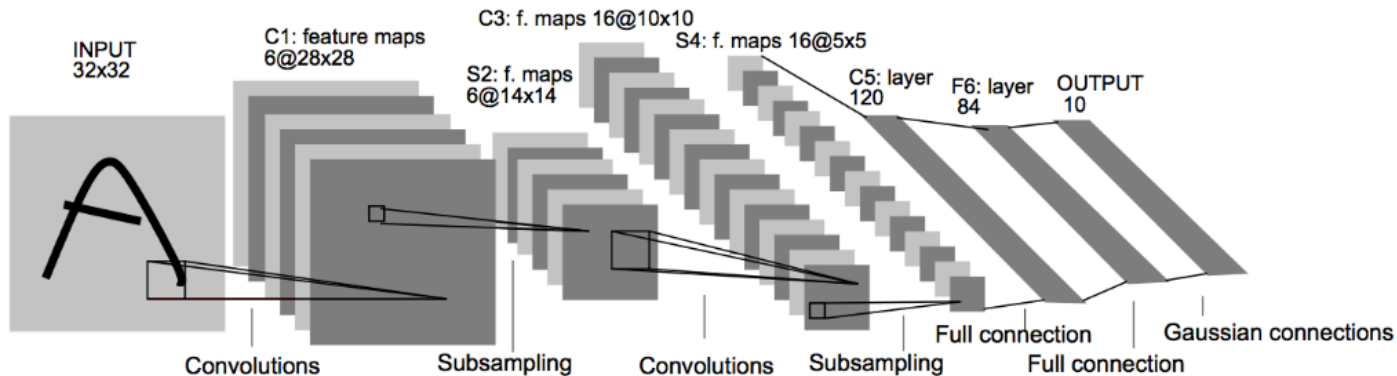 INPUT
32x32
C1: feature maps
6@28x28
S2: f. maps
6@14x14
C3: f. maps 16@10x10
S4: f. maps 16@5x5
C5: layer
120
F6: layer
84
OUTPUT
10
Convolutions
Subsampling
Convolutions
Subsampling
Full connection
Full connection
Gaussian connections